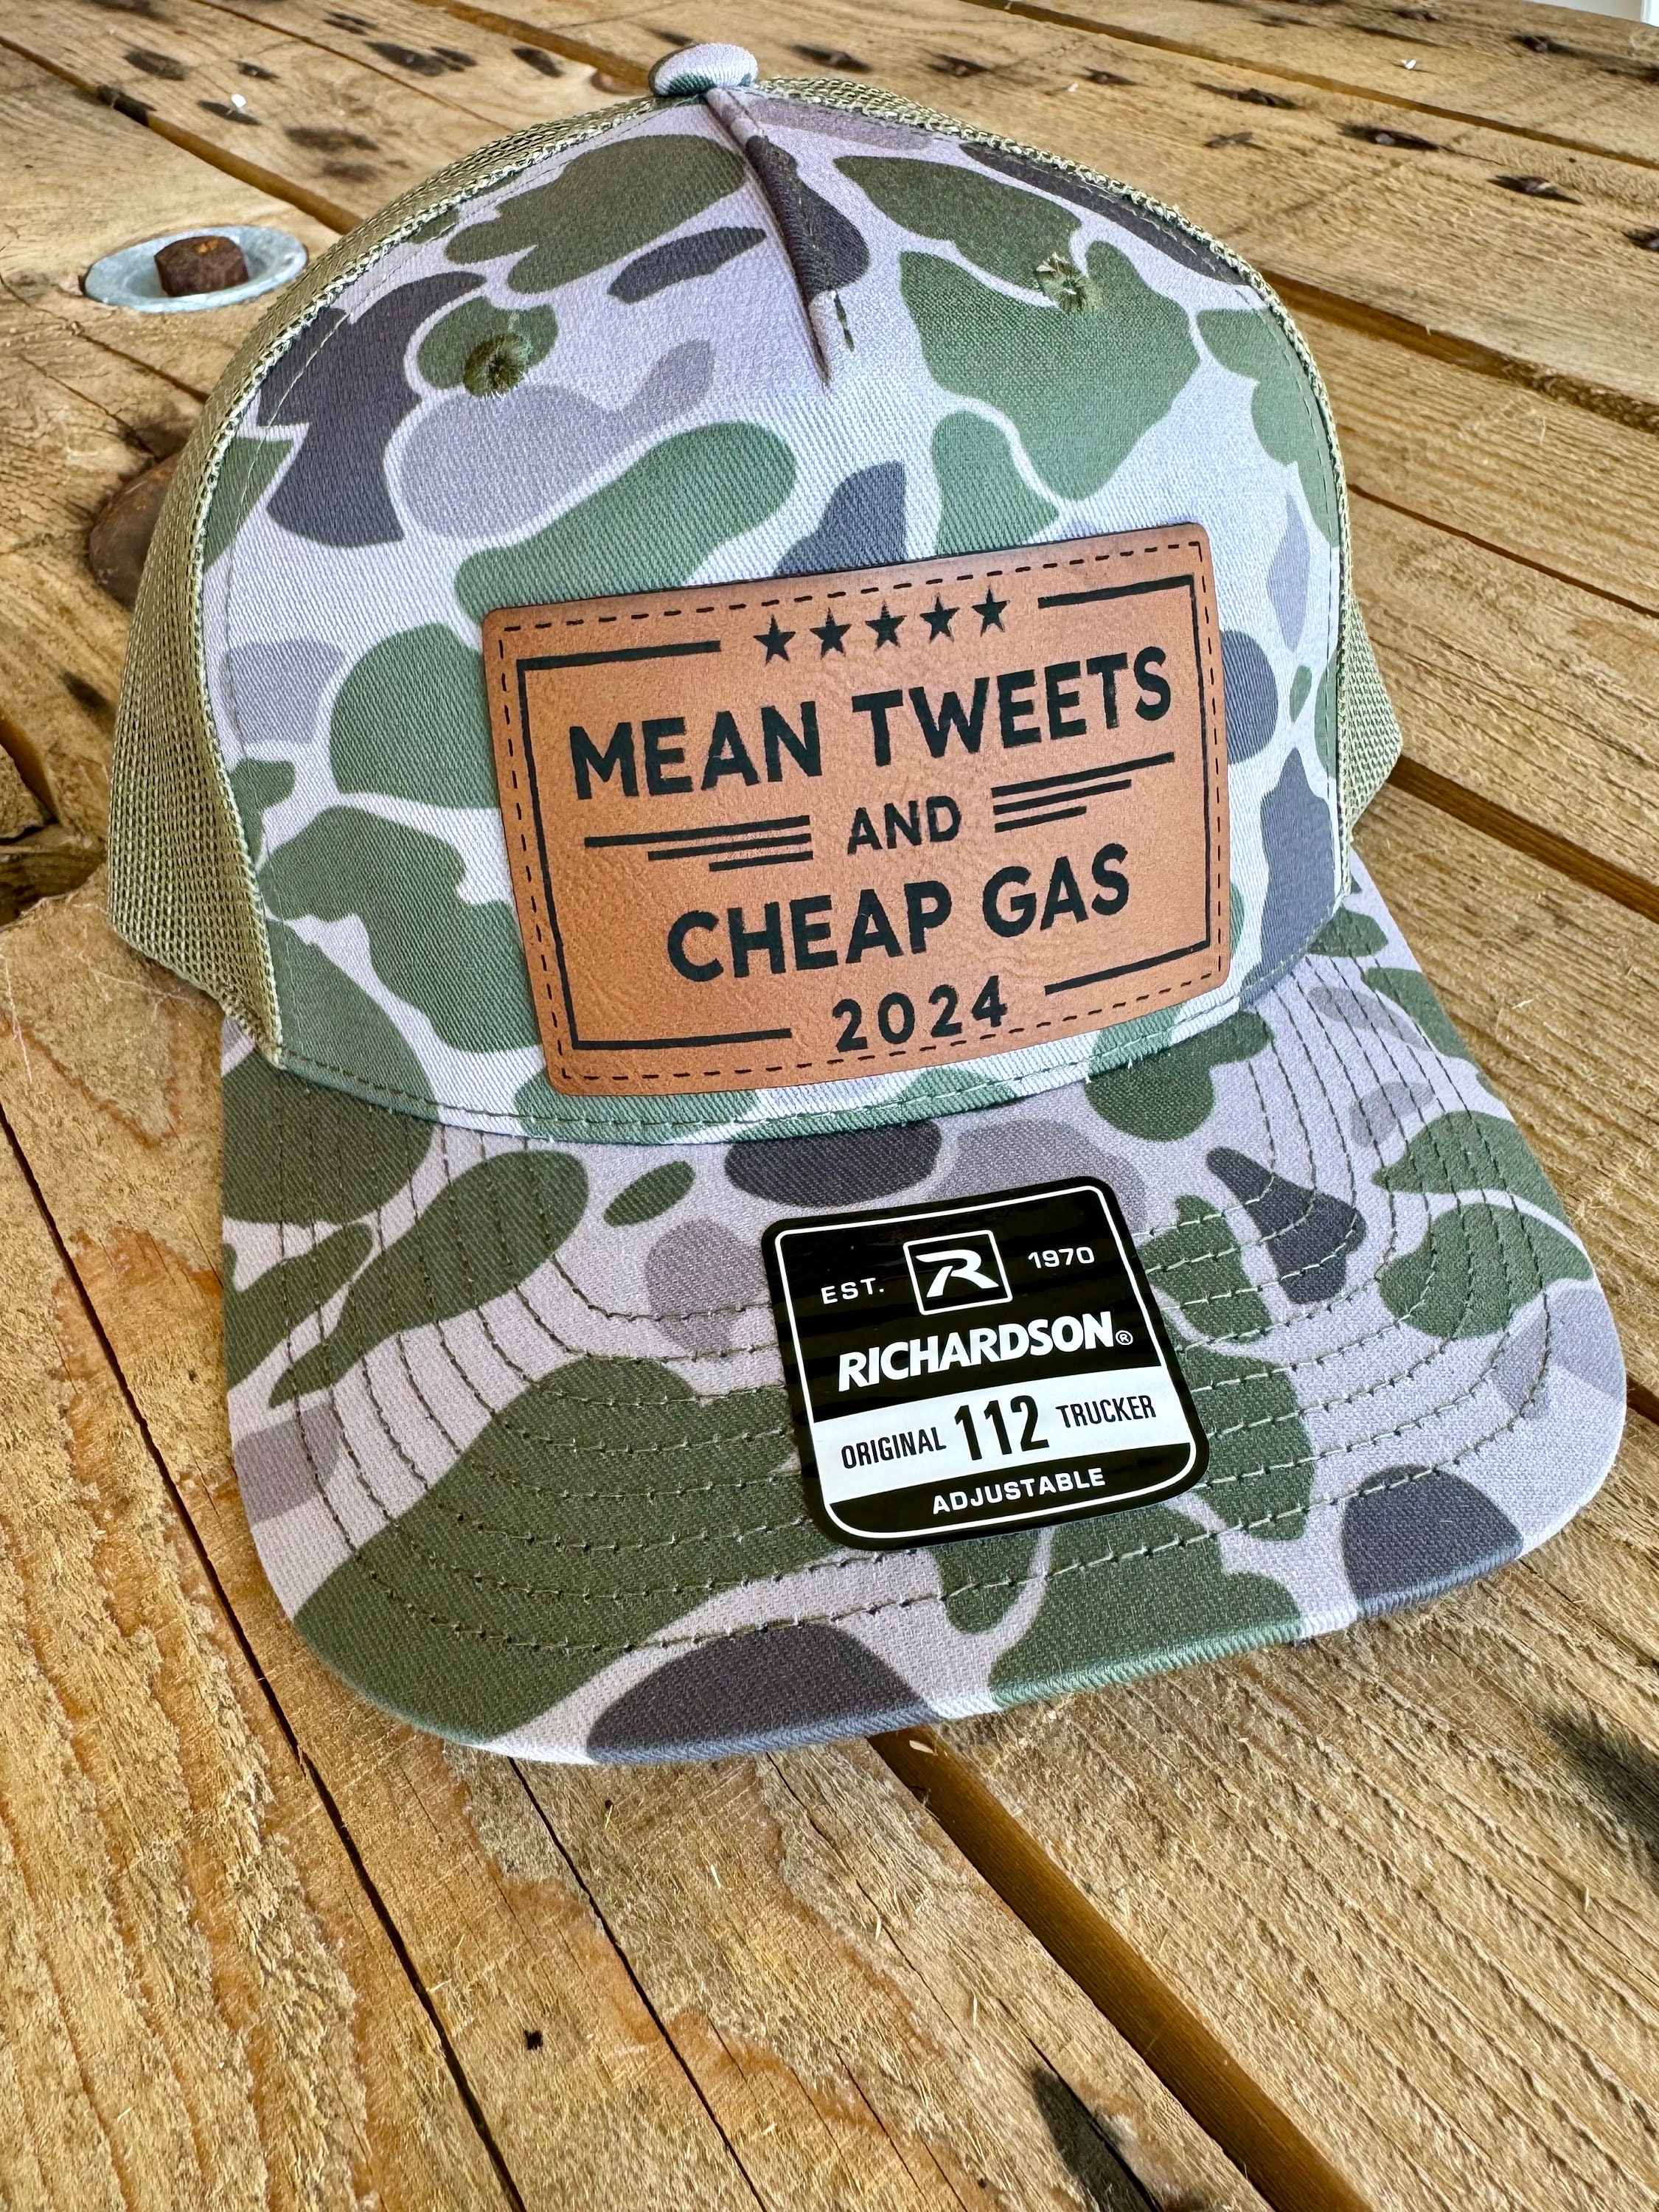 MEAN TWEETS
AND
CHEAP GAS
2024
EST. R 1970
RICHARDSON®
ORIGINAL 112 TRUCKER
ADJUSTABLE